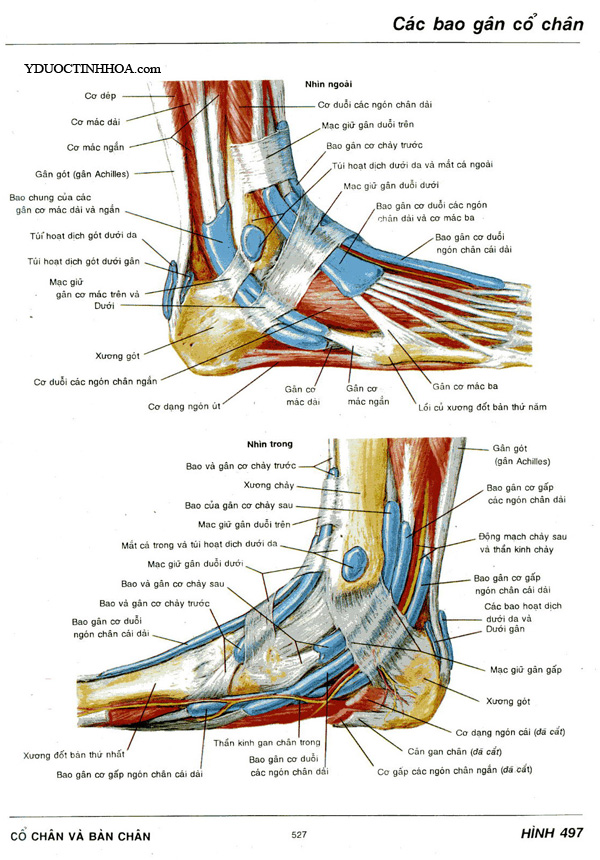 Các bao gân cổ chân
YDUOCTINHHOA.com
Nhìn ngoài
Cơ dép
Cơ mác dài
Cơ mác ngắn
Gân gót (gân Achilles)
Bao chung của các
gân cơ mác dài và ngắn
Túi hoạt dịch gót dưới da
Túi hoạt dịch gót dưới gân
Mạc giữ
gân cơ mác trên và
Dưới
Xương gót
Cơ duỗi các ngón chân ngắn
Cơ dạng ngón út
Cơ duỗi các ngón chân dài
Mạc giữ gân duỗi trên
Bao gân cơ chày trước
Túi hoạt dịch dưới da và mắt cá ngoài
Mạc giữ gân duỗi dưới
Bao gân cơ duỗi các ngón
chân dài và cơ mác ba
Bao gân cơ duỗi
ngón chân cái dài
Gân cơ
mác dài
Gân cơ
mác ngắn
Gân cơ mác ba
Lồi củ xương đốt bàn thứ năm
Nhìn trong
Bao và gân cơ chày trước
Xương chày
Bao của gân cơ chày sau
Mạc giữ gân duỗi trên
Mắt cá trong và túi hoạt dịch dưới da
Mạc giữ gân duỗi dưới
Bao và gân cơ chày sau
Bao và gân cơ chày trước
Bao gân cơ duỗi
ngón chân cái dài
Gân gót
(gân Achilles)
Bao gân cơ gấp
các ngón chân dài
Động mạch chày sau
và thần kinh chày
Bao gân cơ gấp
ngón chân cái dài
Các bao hoạt dịch
dưới da và
Dưới gân
Mạc giữ gân gấp
Xương gót
Cơ dạng ngón cái (đã cắt)
Cân gan chân (đã cắt)
Cơ gấp các ngón chân ngắn (đã cắt)
Xương đốt bàn thứ nhất
Bao gân cơ gấp ngón chân cái dài
Thần kinh gan chân trong
Bao gân cơ duỗi
các ngón chân dài
CỔ CHÂN VÀ BÀN CHÂN
527
HÌNH 497